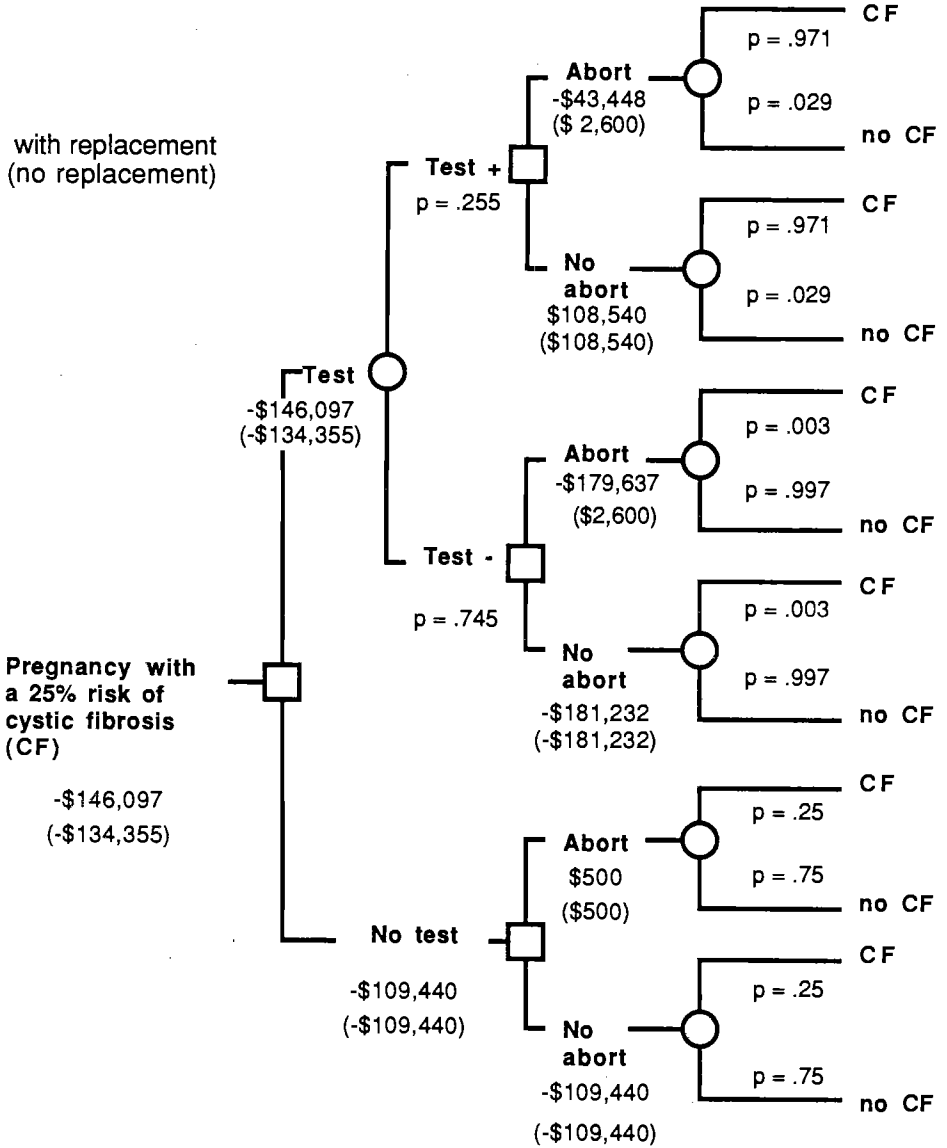 CF
p = .971
Abort
-$43,448
($ 2,600)
p = .029
no CF
with replacement
(no replacement)
Test +
p = .255
CF
p = .971
No
abort
$108,540
($108,540)
p = .029
no CF
Test
-$146,097
(-$134,355)
CF
p = .003
Abort
-$179,637
($2,600)
p = .997
no CF
Test -
p = .745
CF
p = .003
No
abort
-$181,232
(-$181,232)
p = .997
no CF
Pregnancy with
a 25% risk of
cystic fibrosis
(CF)
-$146,097
(-$134,355)
CF
p = .25
Abort
$500
($500)
p = .75
no CF
No test
-$109,440
(-$109,440)
CF
p = .25
No
abort
-$109,440
(-$109,440)
p = .75
no CF